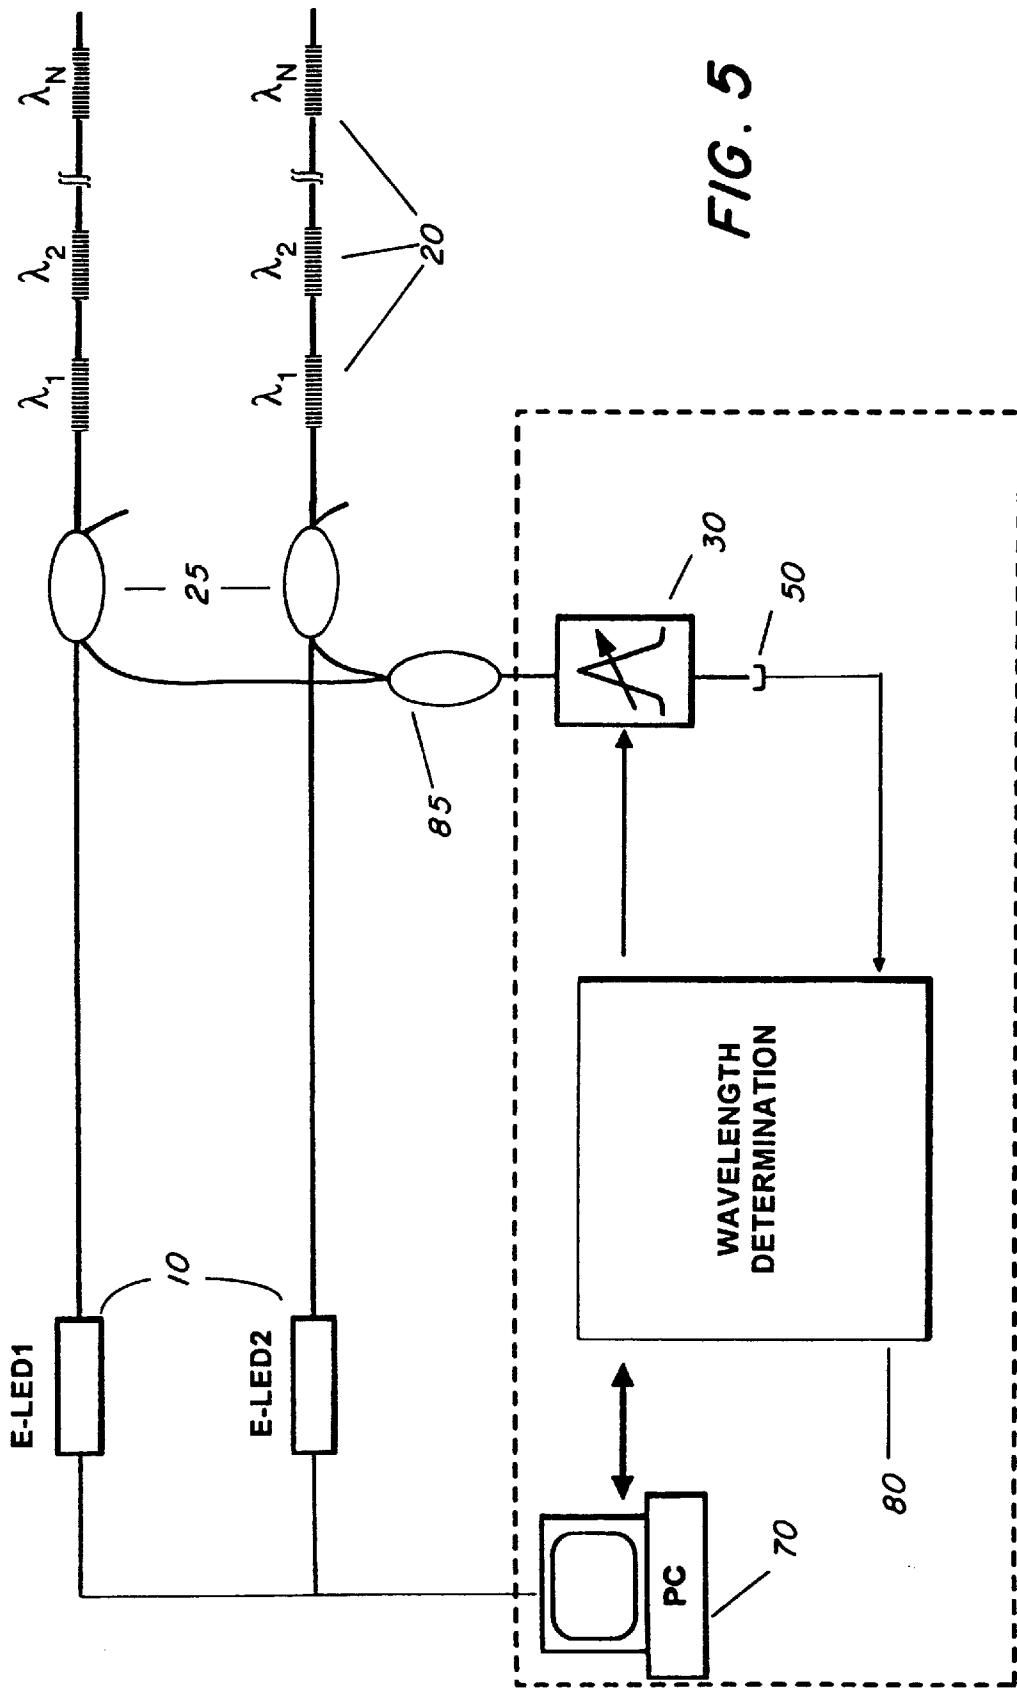 E-LED1
λ1
λ2
λN
10
25
E-LED2
λ1
λ2
λN
20
85
30
50
FIG. 5
PC
70
WAVELENGTH
DETERMINATION
80